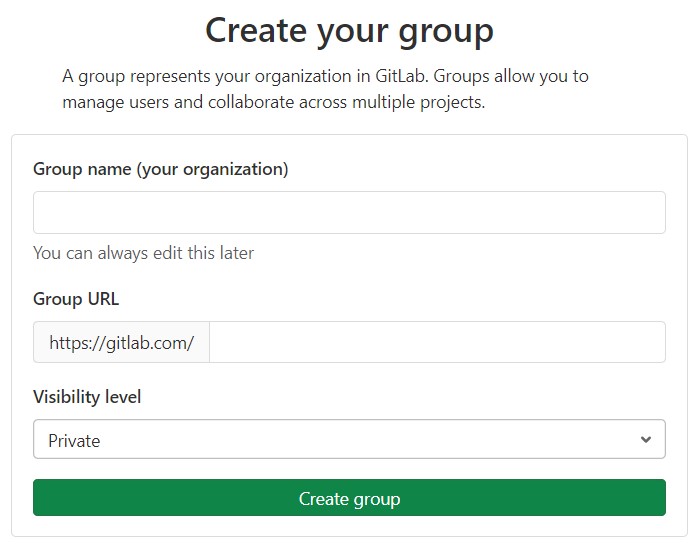 Create your group
A group represents your organization in GitLab. Groups allow you to
manage users and collaborate across multiple projects.
Group name (your organization)
You can always edit this later
Group URL
https://gitlab.com/
Visibility level
Private
Create group